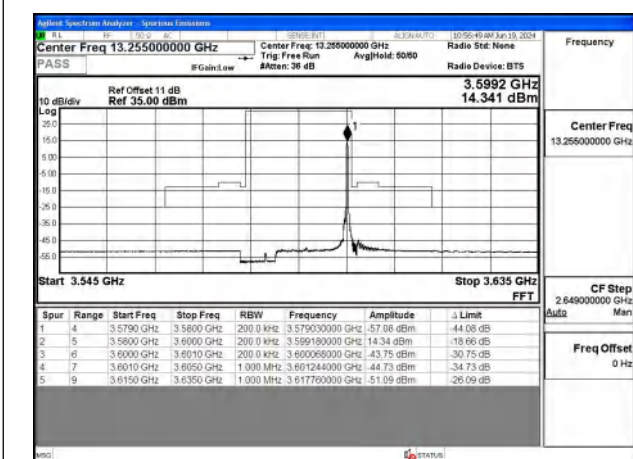 Agilent Spectrum Analyzer - Spurious Emissions
RL RF 50 Ω AC SENSE:INT ALIGN AUTO 10:56:49 AM Jun 19, 2024
Center Freq 13.255000000 GHz
Center Freq: 13.255000000 GHz
Radio Std: None
Trig: Free Run Avg|Hold: 50/50
PASS
IFGain:Low
#Atten: 36 dB
Radio Device: BTS
Frequency
Ref Offset 11 dB
3.5992 GHz
10 dB/div Ref 35.00 dBm
14.341 dBm
Log
25.0
15.0
5.00
-5.00
-15.0
-25.0
-35.0
-45.0
-55.0
1
Start 3.545 GHz
Stop 3.635 GHz
FFT
Center Freq
13.255000000 GHz
CF Step
2.649000000 GHz
Auto Man
Freq Offset
0 Hz
Spur Range Start Freq Stop Freq RBW Frequency Amplitude Δ Limit
1 4 3.5790 GHz 3.5800 GHz 200.0 kHz 3.579030000 GHz -57.08 dBm -44.08 dB
2 5 3.5800 GHz 3.6000 GHz 200.0 kHz 3.599180000 GHz 14.34 dBm -18.66 dB
3 6 3.6000 GHz 3.6010 GHz 200.0 kHz 3.600068000 GHz -43.75 dBm -30.75 dB
4 7 3.6010 GHz 3.6050 GHz 1.000 MHz 3.601244000 GHz -44.73 dBm -34.73 dB
5 9 3.6150 GHz 3.6350 GHz 1.000 MHz 3.617760000 GHz -51.09 dBm -26.09 dB
MSG
STATUS